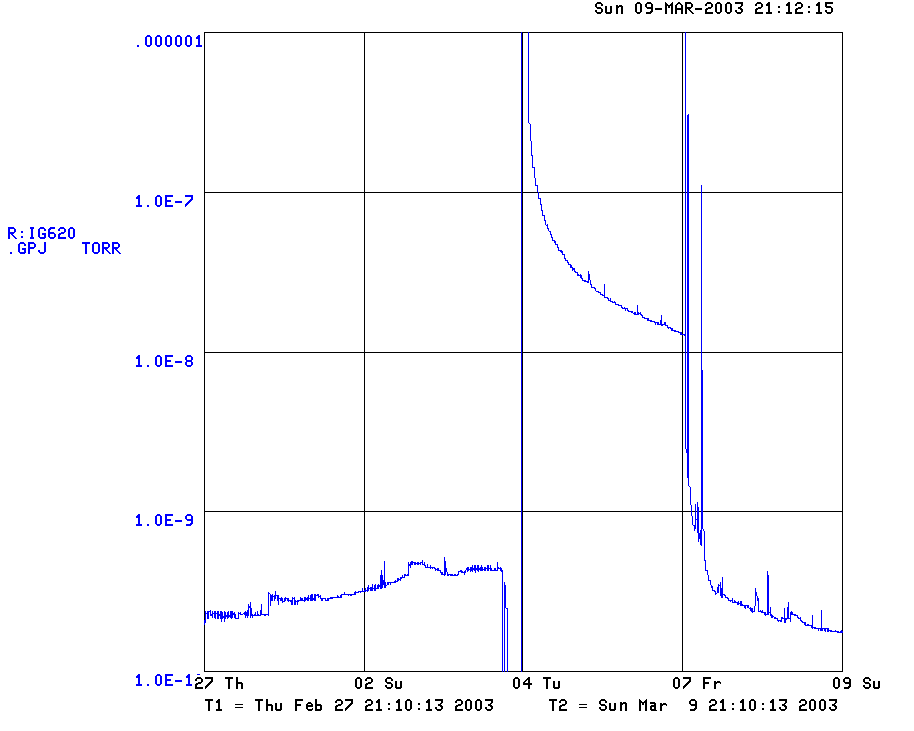 Sun 09-MAR-2003 21:12:15
.000001
1.0E-7
R:IG620
.GPJ TORR
1.0E-8
1.0E-9
27 Th 02 Su 04 Tu 07 Fr 09 Su
T1 = Thu Feb 27 21:10:13 2003 T2 = Sun Mar 9 21:10:13 2003